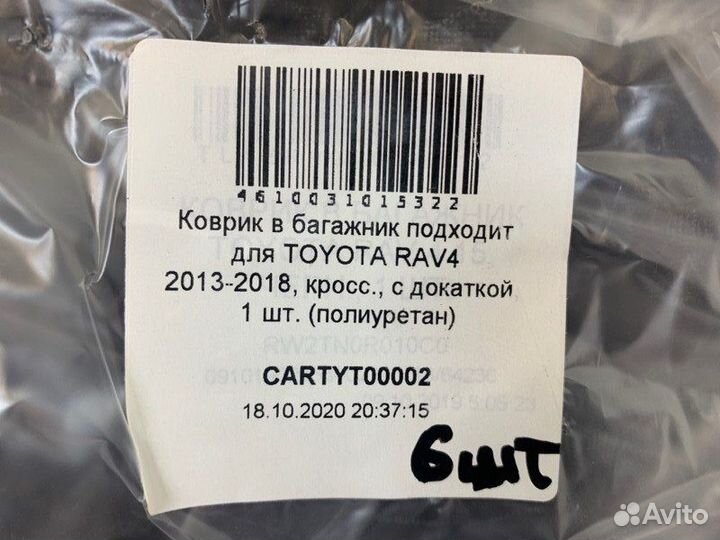 4610031015322
Коврик в багажник подходит
для TOYOTA RAV4
2013-2018, кросс., с докаткой
1 шт. (полиуретан)
CARTYT00002
18.10.2020 20:37:15
6шт
Avito